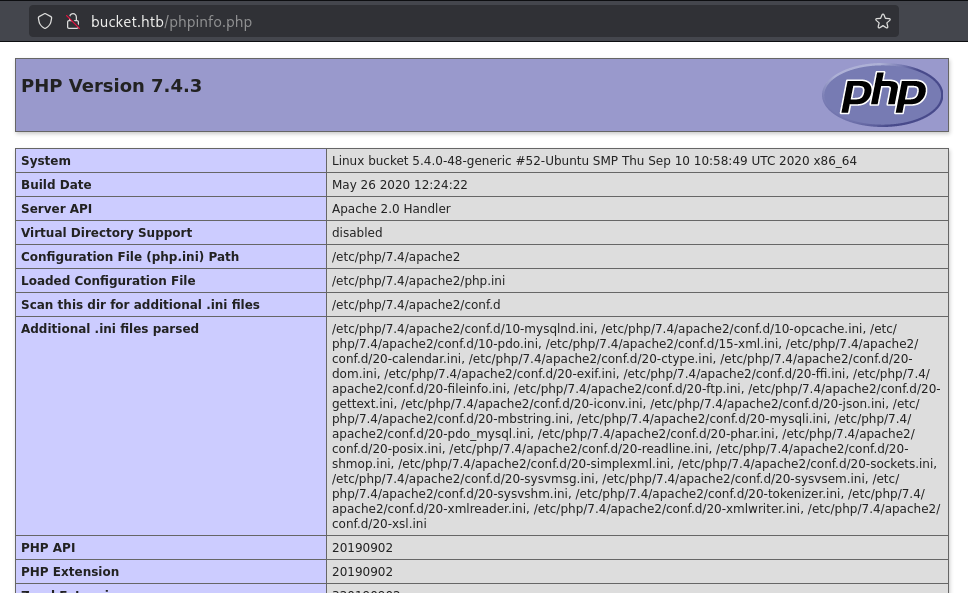 bucket.htb/phpinfo.php
PHP Version 7.4.3
php
System Linux bucket 5.4.0-48-generic #52-Ubuntu SMP Thu Sep 10 10:58:49 UTC 2020 x86_64
Build Date May 26 2020 12:24:22
Server API Apache 2.0 Handler
Virtual Directory Support disabled
Configuration File (php.ini) Path /etc/php/7.4/apache2
Loaded Configuration File /etc/php/7.4/apache2/php.ini
Scan this dir for additional .ini files /etc/php/7.4/apache2/conf.d
Additional .ini files parsed /etc/php/7.4/apache2/conf.d/10-mysqlnd.ini, /etc/php/7.4/apache2/conf.d/10-opcache.ini, /etc/
php/7.4/apache2/conf.d/10-pdo.ini, /etc/php/7.4/apache2/conf.d/15-xml.ini, /etc/php/7.4/apache2/
conf.d/20-calendar.ini, /etc/php/7.4/apache2/conf.d/20-ctype.ini, /etc/php/7.4/apache2/conf.d/20-
dom.ini, /etc/php/7.4/apache2/conf.d/20-exif.ini, /etc/php/7.4/apache2/conf.d/20-ffi.ini, /etc/php/7.4/
apache2/conf.d/20-fileinfo.ini, /etc/php/7.4/apache2/conf.d/20-ftp.ini, /etc/php/7.4/apache2/conf.d/20-
gettext.ini, /etc/php/7.4/apache2/conf.d/20-iconv.ini, /etc/php/7.4/apache2/conf.d/20-json.ini, /etc/
php/7.4/apache2/conf.d/20-mbstring.ini, /etc/php/7.4/apache2/conf.d/20-mysqli.ini, /etc/php/7.4/
apache2/conf.d/20-pdo_mysql.ini, /etc/php/7.4/apache2/conf.d/20-phar.ini, /etc/php/7.4/apache2/
conf.d/20-posix.ini, /etc/php/7.4/apache2/conf.d/20-readline.ini, /etc/php/7.4/apache2/conf.d/20-
shmop.ini, /etc/php/7.4/apache2/conf.d/20-simplexml.ini, /etc/php/7.4/apache2/conf.d/20-sockets.ini,
/etc/php/7.4/apache2/conf.d/20-sysvmsg.ini, /etc/php/7.4/apache2/conf.d/20-sysvsem.ini, /etc/
php/7.4/apache2/conf.d/20-sysvshm.ini, /etc/php/7.4/apache2/conf.d/20-tokenizer.ini, /etc/php/7.4/
apache2/conf.d/20-xmlreader.ini, /etc/php/7.4/apache2/conf.d/20-xmlwriter.ini, /etc/php/7.4/apache2/
conf.d/20-xsl.ini
PHP API 20190902
PHP Extension 20190902